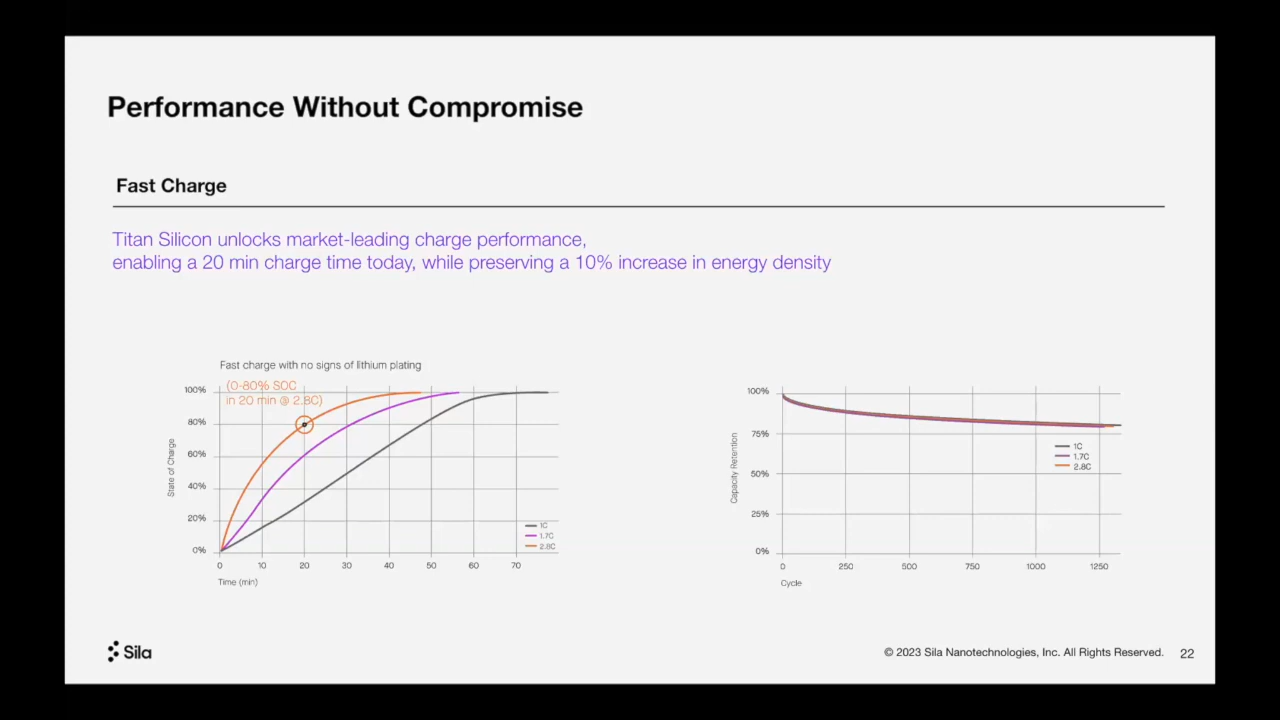 Performance Without Compromise
Fast Charge
Titan Silicon unlocks market-leading charge performance,
enabling a 20 min charge time today, while preserving a 10% increase in energy density
Fast charge with no signs of lithium plating
(0-80% SOC
in 20 min @ 2.8C)
100%
80%
60%
40%
20%
0%
State of Charge
0 10 20 30 40 50 60 70
Time (min)
1C
1.7C
2.8C
100%
75%
50%
25%
0%
Capacity Retention
0 250 500 750 1000 1250
Cycle
1C
1.7C
2.8C
Sila
© 2023 Sila Nanotechnologies, Inc. All Rights Reserved. 22